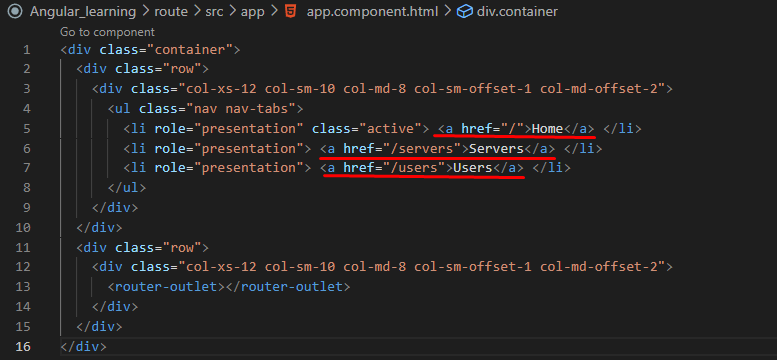 Angular_learning > route > src > app > app.component.html > div.container
Go to component
1 <div class="container">
2 <div class="row">
3 <div class="col-xs-12 col-sm-10 col-md-8 col-sm-offset-1 col-md-offset-2">
4 <ul class="nav nav-tabs">
5 <li role="presentation" class="active"> <a href="/">Home</a> </li>
6 <li role="presentation"> <a href="/servers">Servers</a> </li>
7 <li role="presentation"> <a href="/users">Users</a> </li>
8 </ul>
9 </div>
10 </div>
11 <div class="row">
12 <div class="col-xs-12 col-sm-10 col-md-8 col-sm-offset-1 col-md-offset-2">
13 <router-outlet></router-outlet>
14 </div>
15 </div>
16 </div>